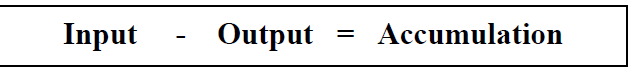 Input - Output = Accumulation